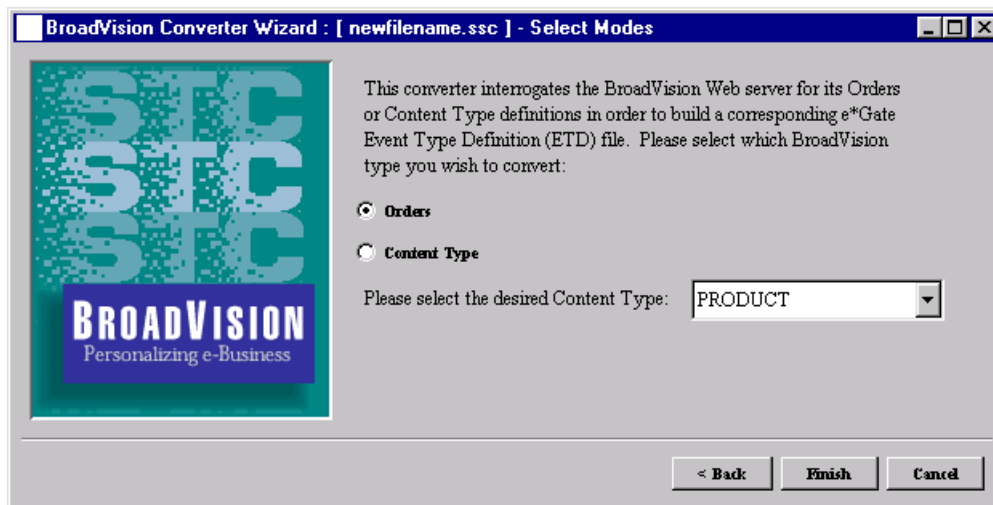 BroadVision Converter Wizard : [ newfilename.ssc ] - Select Modes
STC
STC
STC
BROADVISION
Personalizing e-Business
This converter interrogates the BroadVision Web server for its Orders
or Content Type definitions in order to build a corresponding e*Gate
Event Type Definition (ETD) file. Please select which BroadVision
type you wish to convert:
Orders
Content Type
Please select the desired Content Type: PRODUCT
< Back Finish Cancel